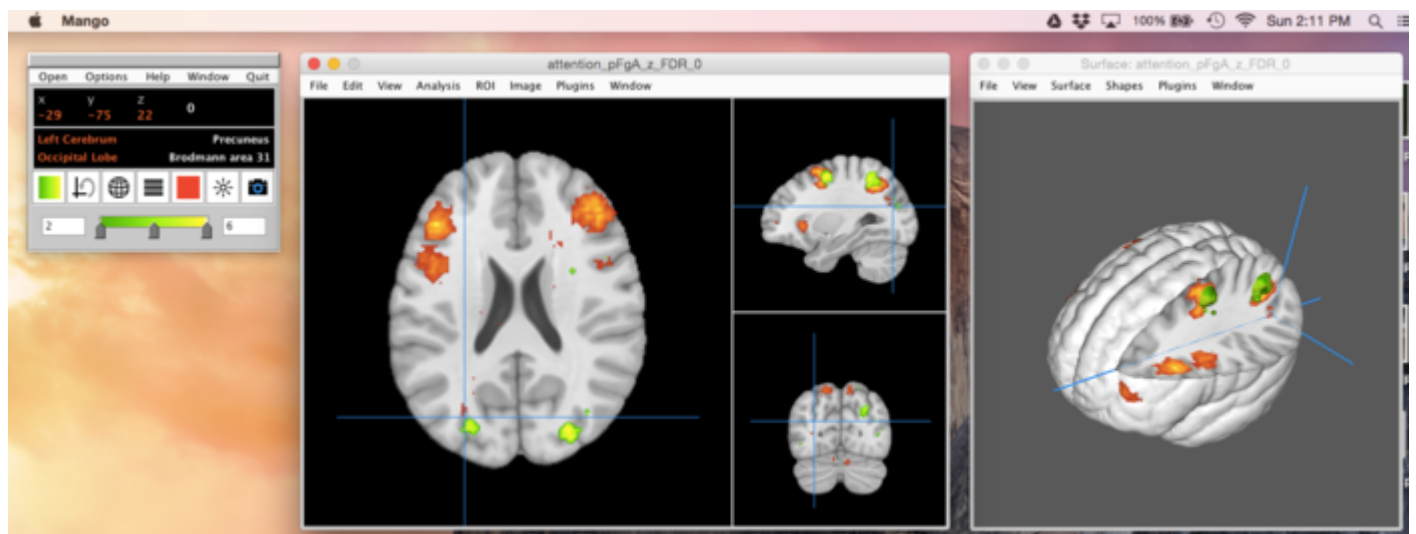 Mango 100% Sun 2:11 PM
Open Options Help Window Quit
x y z
-29 -75 22 0
Left Cerebrum Precuneus
Occipital Lobe Brodmann area 31
2 6
attention_pFgA_z_FDR_0
File Edit View Analysis ROI Image Plugins Window
Surface: attention_pFgA_z_FDR_0
File View Surface Shapes Plugins Window